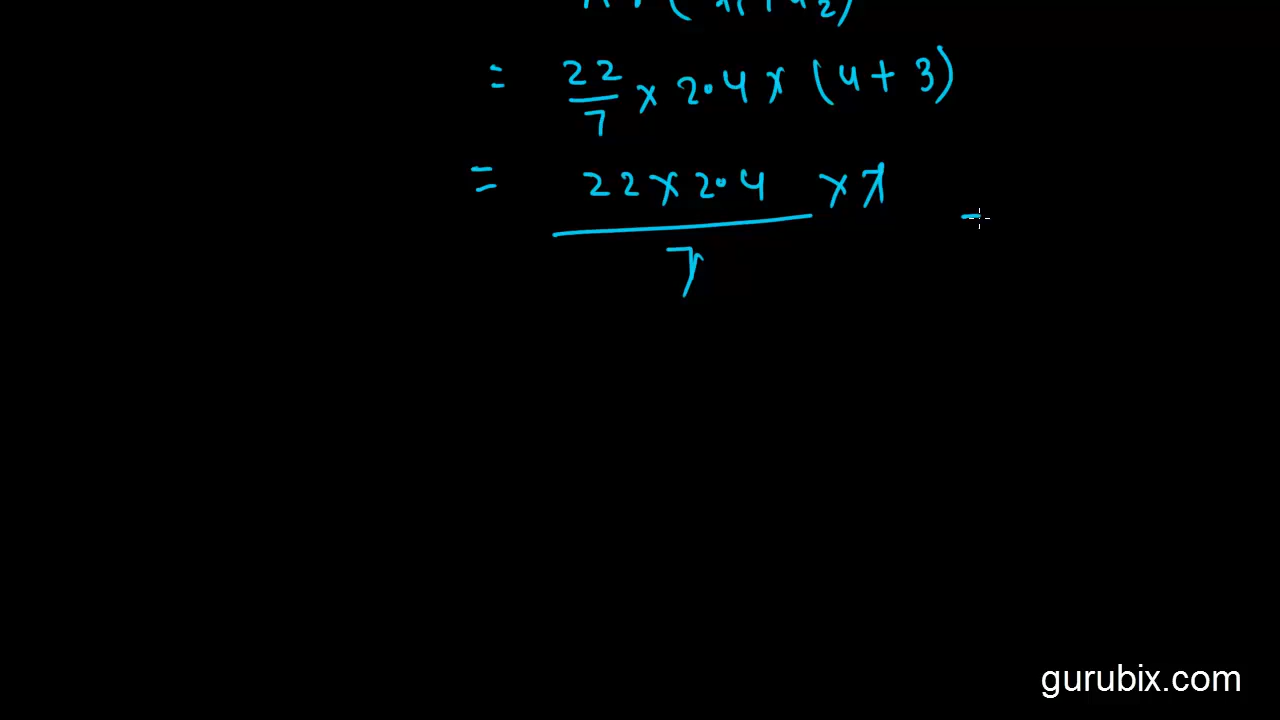 = 22/7 x 2.4 x (4 + 3)
= 22 x 2.4 / 7 x 7
gurubix.com